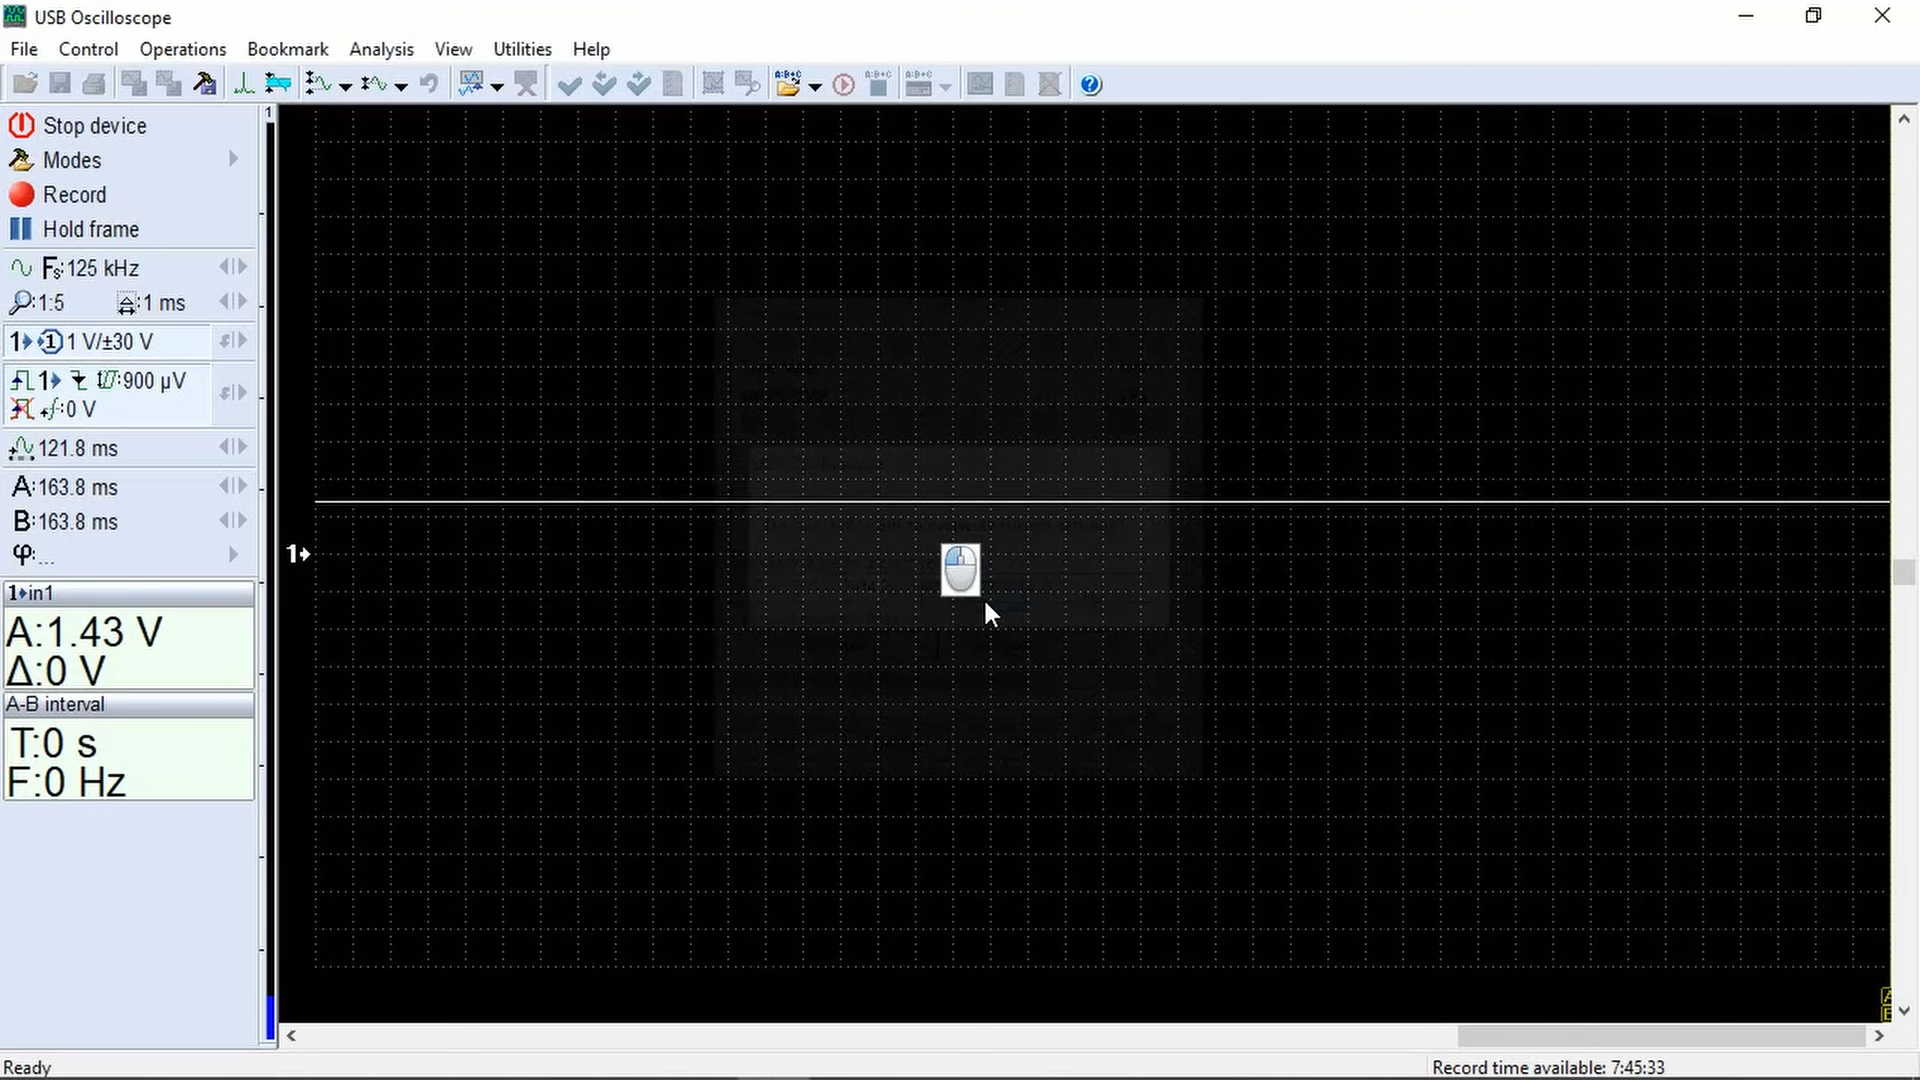 USB Oscilloscope
File Control Operations Bookmark Analysis View Utilities Help
A:B+C A:B+C A:B+C
Stop device
Modes
Record
Hold frame
Fs:125 kHz
:1:5 :1 ms
1 1 1 V/±30 V
1 :900 µV
:0 V
121.8 ms
A:163.8 ms
B:163.8 ms
φ:...
1 in1
A:1.43 V
Δ:0 V
A-B interval
T:0 s
F:0 Hz
1
1
A
B
Ready
Record time available: 7:45:33